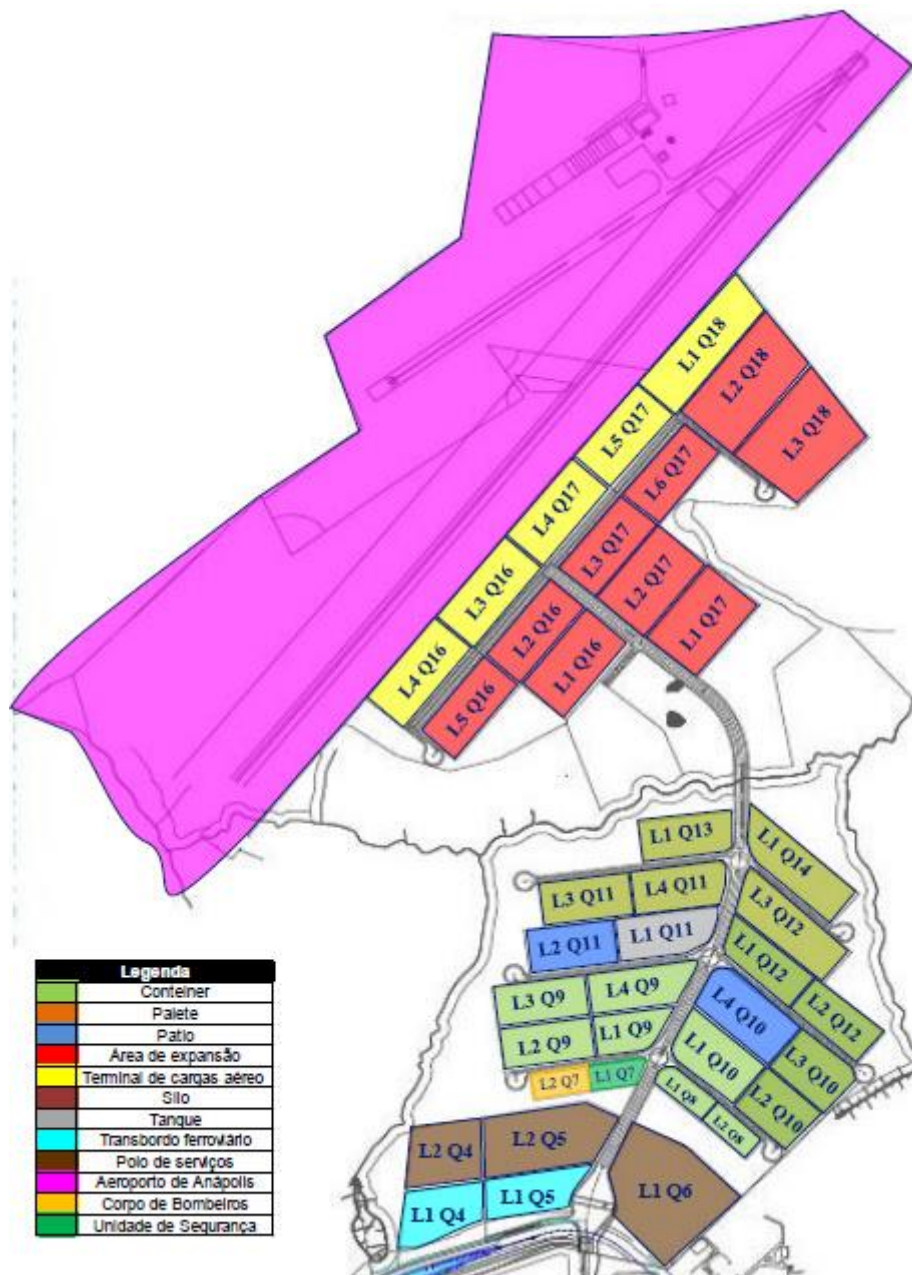 L1 Q18
L2 Q18
L3 Q18
L5 Q17
L6 Q17
L4 Q17
L3 Q17
L2 Q17
L1 Q17
L3 Q16
L2 Q16
L1 Q16
L4 Q16
L5 Q16
L1 Q13
L1 Q14
L3 Q11
L4 Q11
L3 Q12
L2 Q11
L1 Q11
L1 Q12
L2 Q12
L3 Q9
L4 Q9
L4 Q10
L2 Q9
L1 Q9
L1 Q10
L3 Q10
L2 Q7
L1 Q7
L1 Q8
L2 Q8
L2 Q10
L2 Q4
L2 Q5
L1 Q4
L1 Q5
L1 Q6
Legenda
Conteiner
Palete
Patio
Area de expansão
Terminal de cargas aéreo
Silo
Tanque
Transbordo ferroviário
Polo de serviços
Aeroporto de Anápolis
Corpo de Bombeiros
Unidade de Segurança